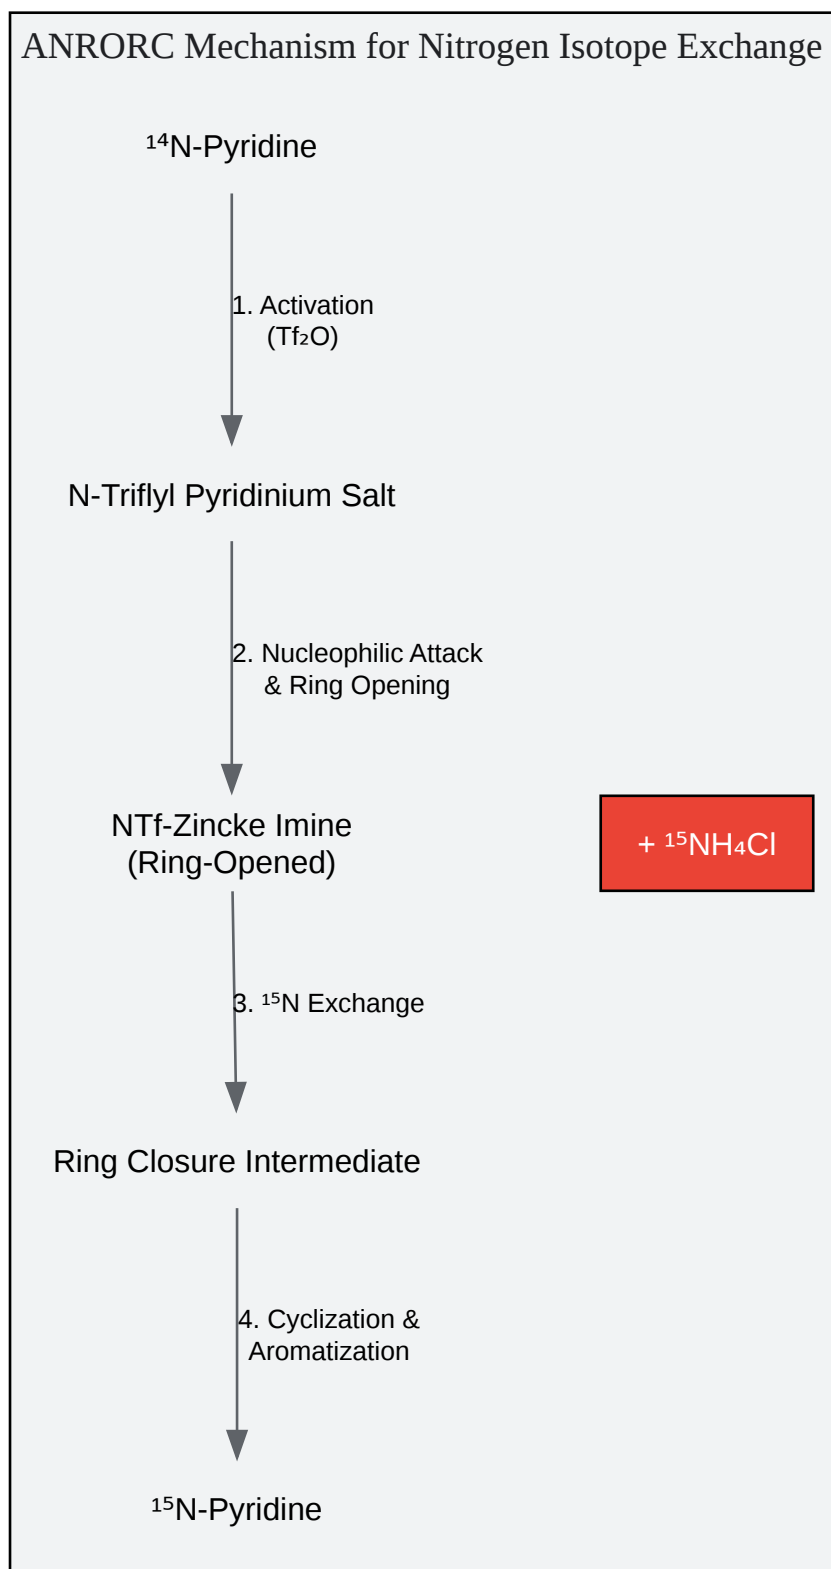 ANRORC Mechanism for Nitrogen Isotope Exchange
¹⁴N-Pyridine
1. Activation
(Tf₂O)
N-Triflyl Pyridinium Salt
2. Nucleophilic Attack
& Ring Opening
NTf-Zincke Imine
(Ring-Opened)
+ ¹⁵NH₄Cl
3. ¹⁵N Exchange
Ring Closure Intermediate
4. Cyclization &
Aromatization
¹⁵N-Pyridine